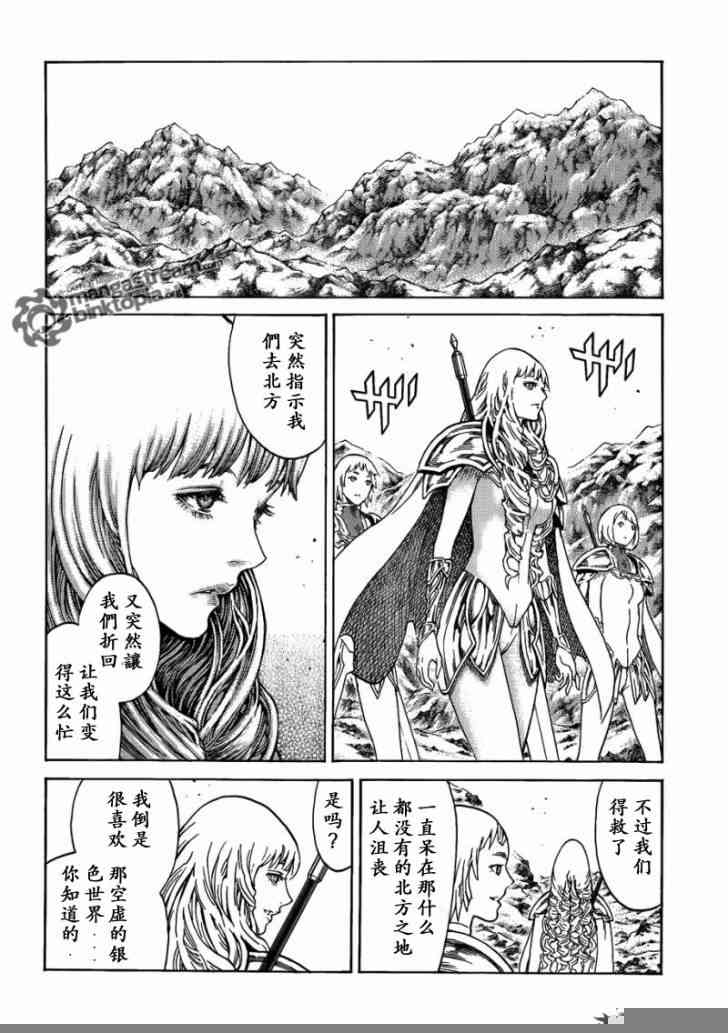 突然指示我
們去北方
又突然讓
我們折回
让我们变
得这么忙
不过我们
得救了
一直呆在那什么
都没有的北方之地
让人沮丧
是吗？
我倒是
很喜欢
那空虚的银
色世界‥
你知道的‥
mangastream.com
binktopia.com